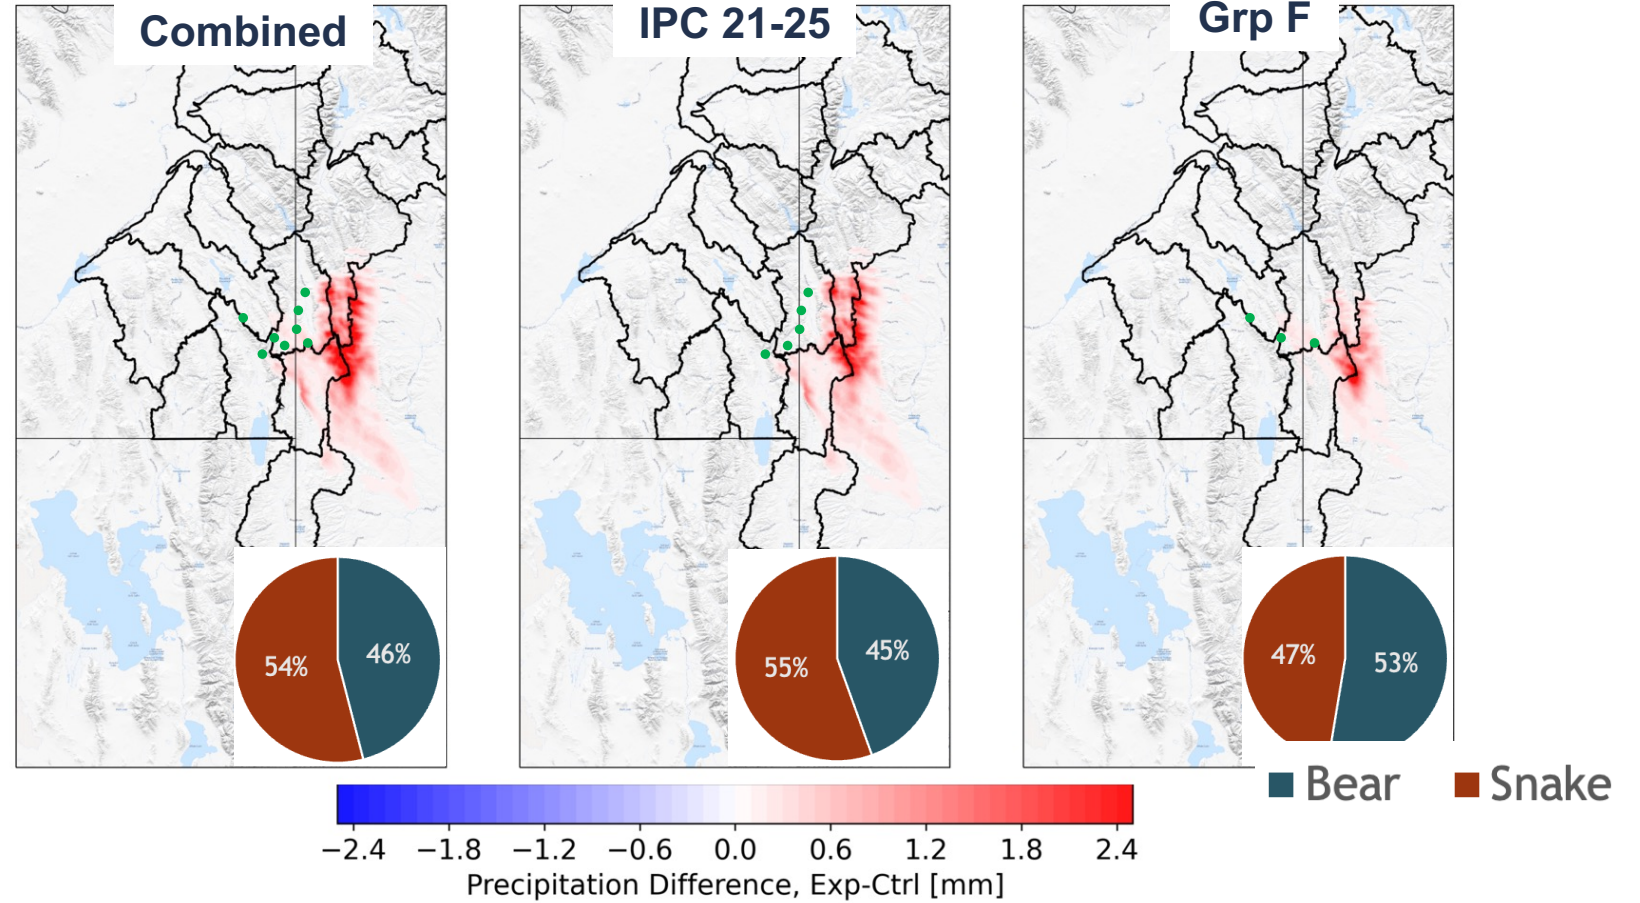 Combined
IPC 21-25
Grp F
54%
46%
55%
45%
47%
53%
Bear
Snake
−2.4
−1.8
−1.2
−0.6
0.0
0.6
1.2
1.8
2.4
Precipitation Difference, Exp-Ctrl [mm]